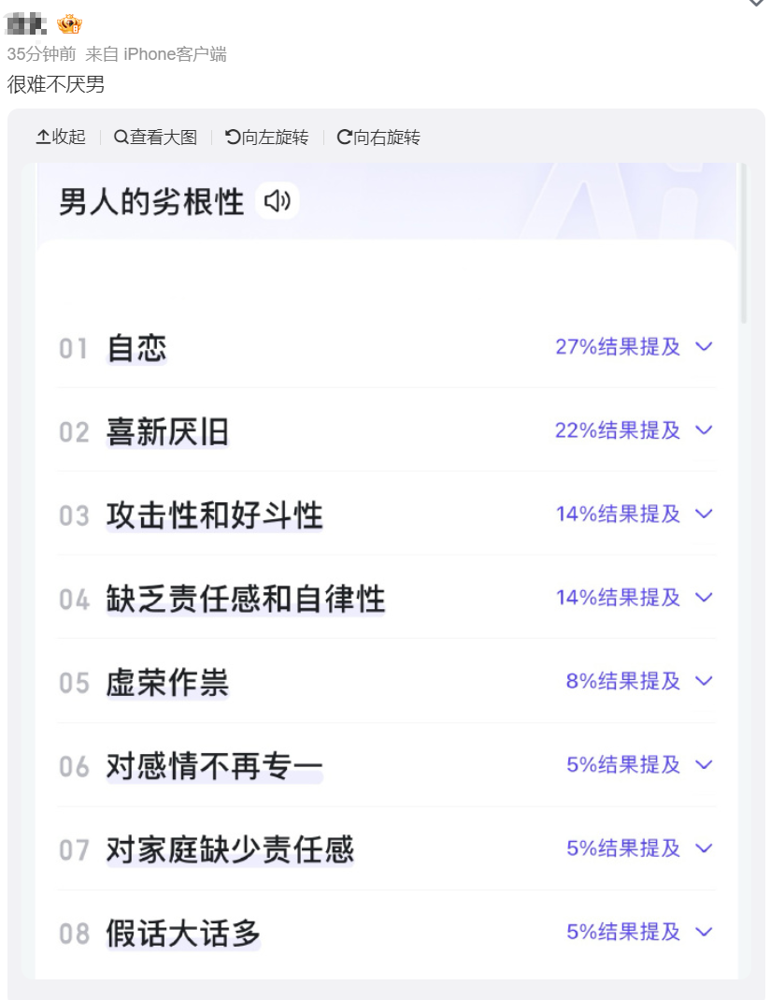 35分钟前 来自 iPhone客户端
很难不厌男
收起 查看大图 向左旋转 向右旋转
男人的劣根性
01 自恋 27%结果提及
02 喜新厌旧 22%结果提及
03 攻击性和好斗性 14%结果提及
04 缺乏责任感和自律性 14%结果提及
05 虚荣作祟 8%结果提及
06 对感情不再专一 5%结果提及
07 对家庭缺少责任感 5%结果提及
08 假话大话多 5%结果提及